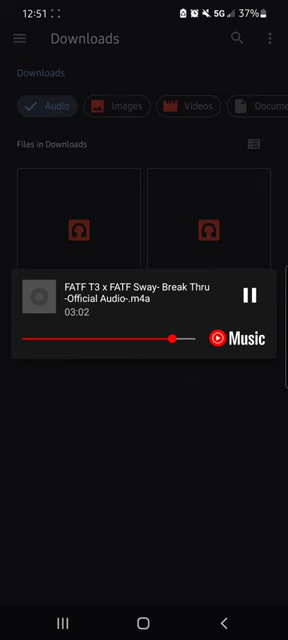 12:51 5G 37%
Downloads
Downloads
Audio Images Videos Docume
Files in Downloads
FATF T3 x FATF Sway- Break Thru
-Official Audio-.m4a
03:02
Music